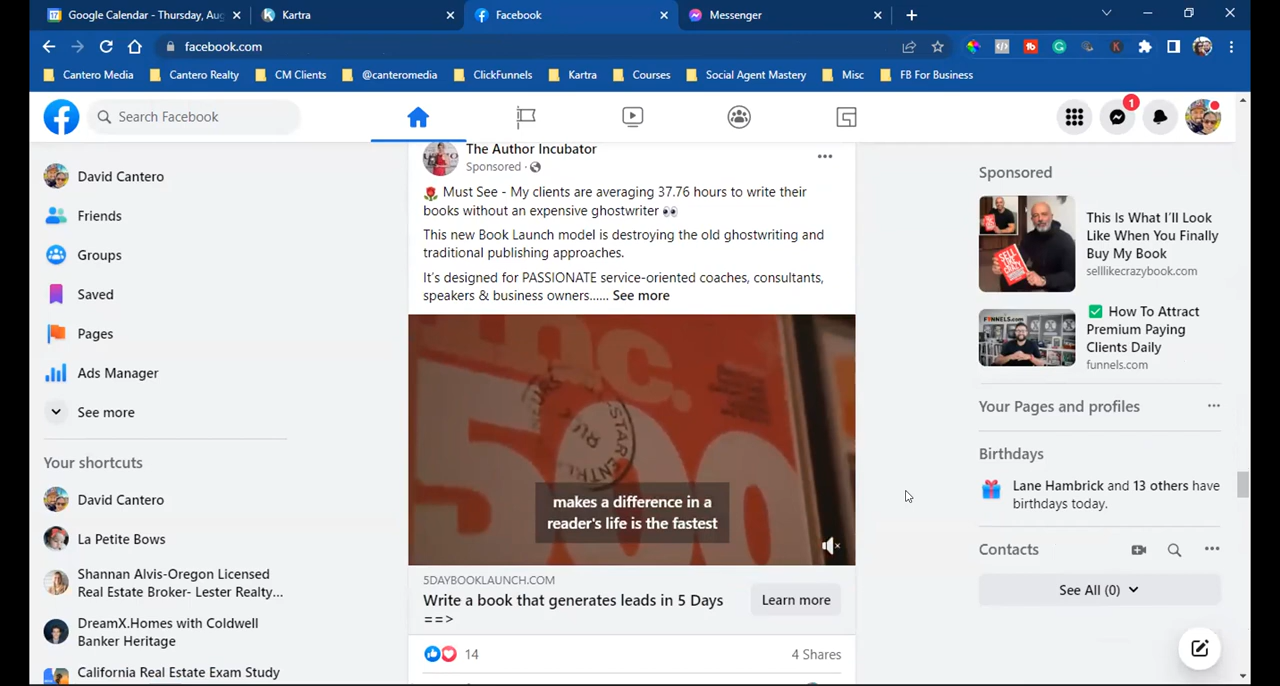 Google Calendar - Thursday, Aug
Kartra
Facebook
Messenger
facebook.com
Cantero Media
Cantero Realty
CM Clients
@canteromedia
ClickFunnels
Kartra
Courses
Social Agent Mastery
Misc
FB For Business
Search Facebook
1
David Cantero
Friends
Groups
Saved
Pages
Ads Manager
See more
Your shortcuts
David Cantero
La Petite Bows
Shannan Alvis-Oregon Licensed
Real Estate Broker- Lester Realty...
DreamX.Homes with Coldwell
Banker Heritage
California Real Estate Exam Study
The Author Incubator
Sponsored ·
🌹 Must See - My clients are averaging 37.76 hours to write their
books without an expensive ghostwriter 👀
This new Book Launch model is destroying the old ghostwriting and
traditional publishing approaches.
It's designed for PASSIONATE service-oriented coaches, consultants,
speakers & business owners...... See more
Inc.
500
makes a difference in a
reader's life is the fastest
5DAYBOOKLAUNCH.COM
Write a book that generates leads in 5 Days
==>
Learn more
14
4 Shares
Sponsored
This Is What I'll Look
Like When You Finally
Buy My Book
selllikecrazybook.com
✅ How To Attract
Premium Paying
Clients Daily
funnels.com
Your Pages and profiles
Birthdays
Lane Hambrick and 13 others have
birthdays today.
Contacts
See All (0)